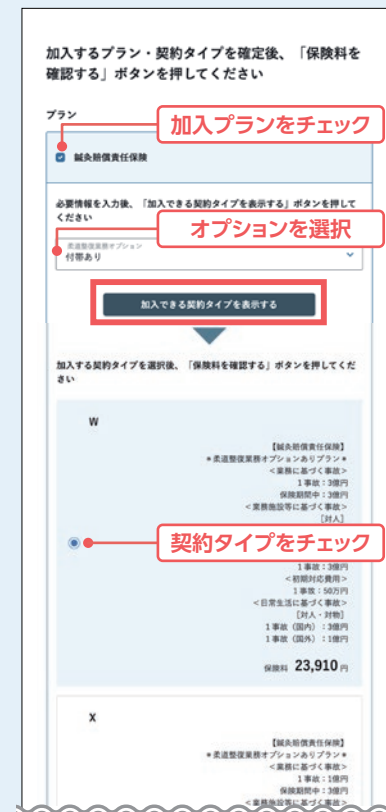 加入するプラン・契約タイプを確定後、「保険料を
確認する」ボタンを押してください
プラン
加入プランをチェック
鍼灸賠償責任保険
必要情報を入力後、「加入できる契約タイプを表示する」ボタンを押して
ください
オプションを選択
柔道整復業務オプション
付帯あり
加入できる契約タイプを表示する
加入する契約タイプを選択後、「保険料を確認する」ボタンを押してくだ
さい
W
【鍼灸賠償責任保険】
*柔道整復業務オプションありプラン*
<業務に基づく事故>
1事故：3億円
保険期間中：3億円
<業務施設等に基づく事故>
[対人]
契約タイプをチェック
1事故：3億円
<初期対応費用>
1事故：50万円
<日常生活に基づく事故>
[対人・対物]
1事故（国内）：3億円
1事故（国外）：1億円
保険料 23,910 円
X
【鍼灸賠償責任保険】
*柔道整復業務オプションありプラン*
<業務に基づく事故>
1事故：1億円
保険期間中：3億円
<業務施設等に基づく事故>